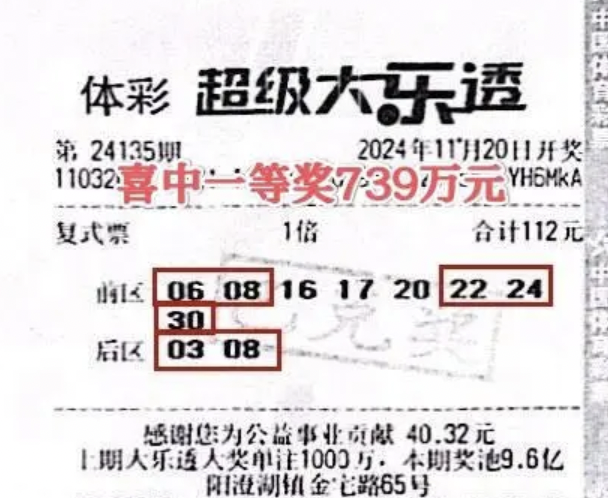 体彩 超级大乐透
第 24135期 2024年11月20日开奖
11032 YH6MkA
喜中一等奖739万元
复式票 1倍 合计112元
前区 06 08 16 17 20 22 24
30
后区 03 08
已兑奖
感谢您为公益事业贡献 40.32元
上期大乐透大奖单注1000万，本期奖池9.6亿
阳澄湖镇金宅路65号